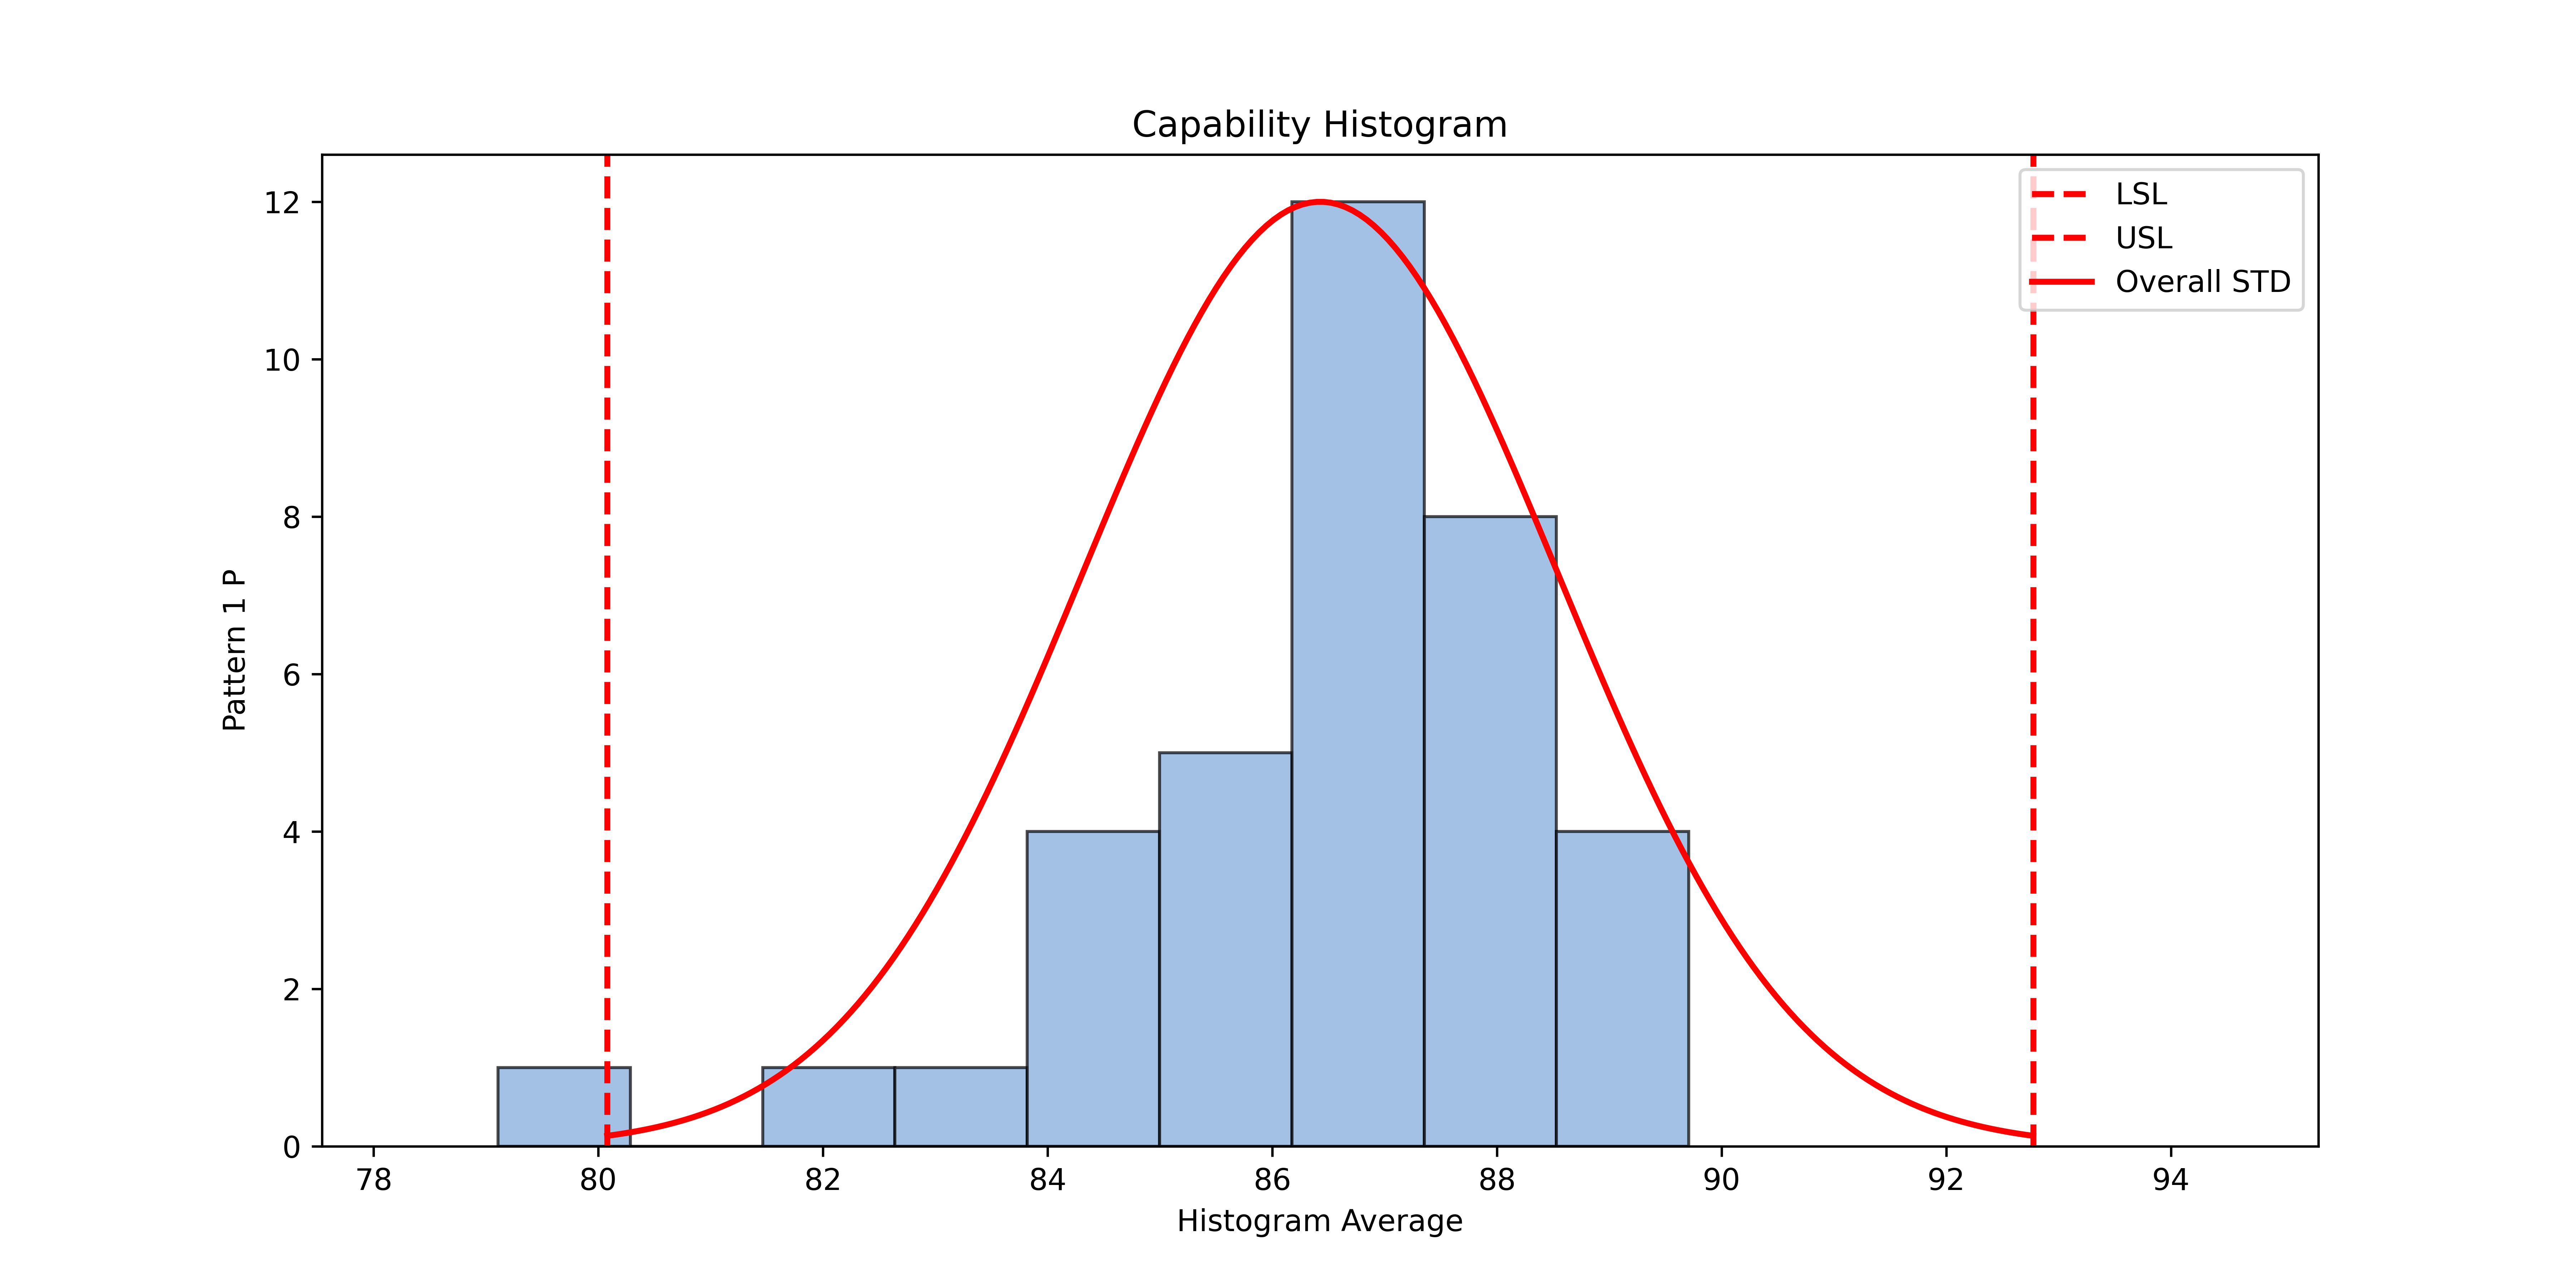 Capability Histogram
LSL
USL
Overall STD
12
10
8
6
4
2
0
Pattern 1 P
78 80 82 84 86 88 90 92 94
Histogram Average